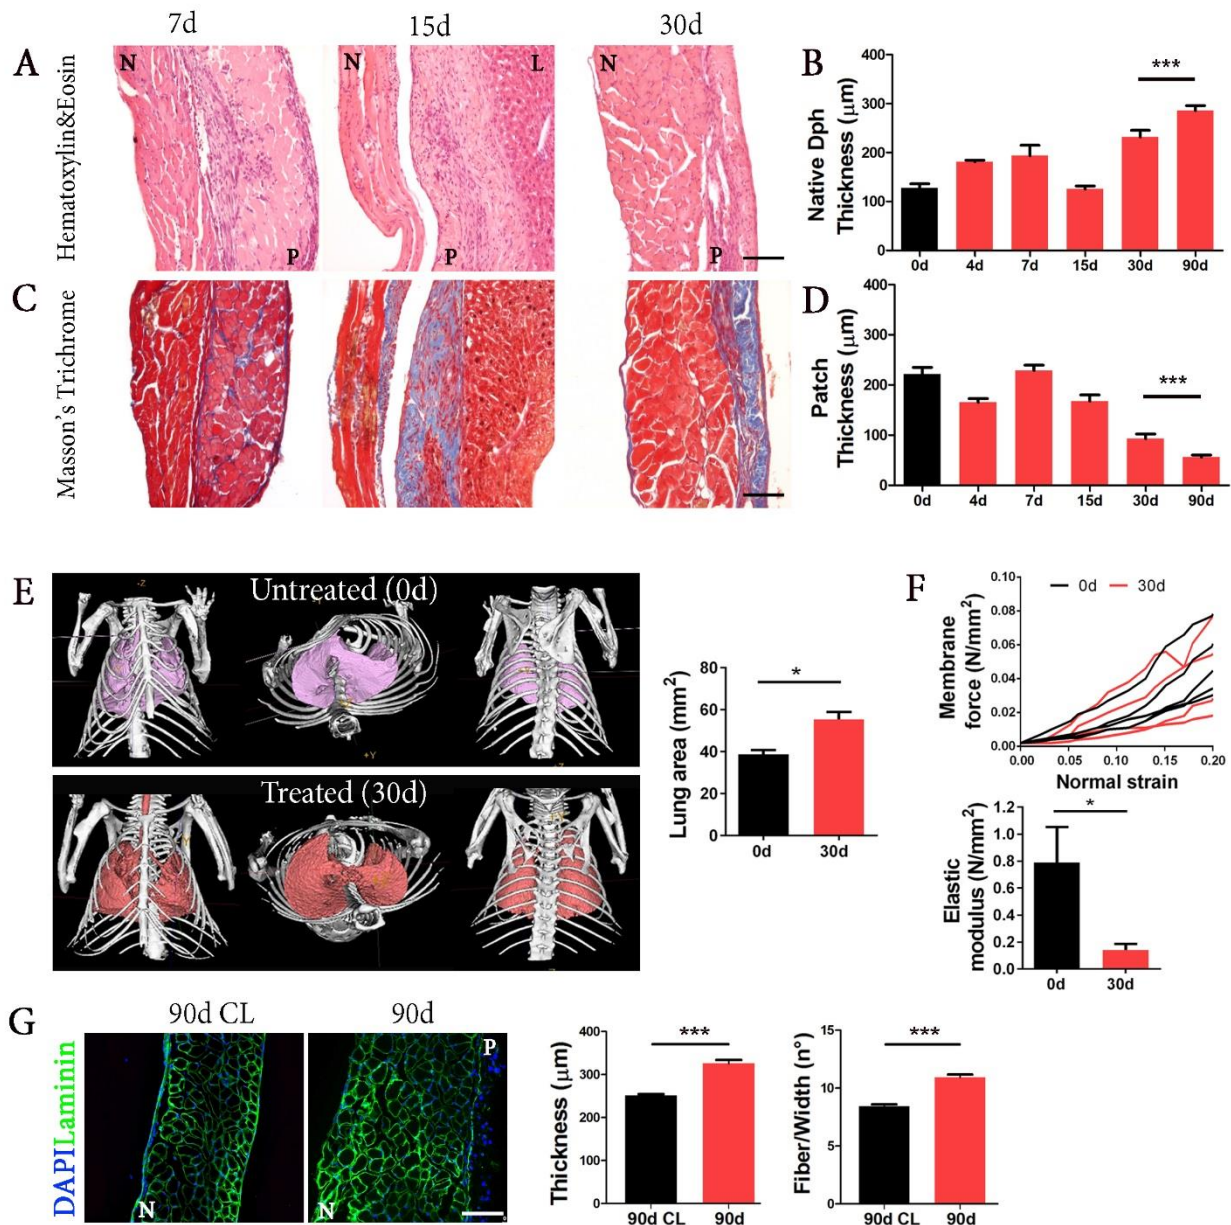 7d 15d 30d
A
Hematoxylin&Eosin
N
P
N
L
P
N
P
B
Native Dph
Thickness (µm)
400
300
200
100
0
***
0d 4d 7d 15d 30d 90d
C
Masson's Trichrome
D
Patch
Thickness (µm)
400
300
200
100
0
***
0d 4d 7d 15d 30d 90d
E
Untreated (0d)
Treated (30d)
+Z
+Y
Lung area (mm²)
80
60
40
20
0
*
0d 30d
F
Membrane
force (N/mm²)
0.10
0.08
0.06
0.04
0.02
0.00
0d 30d
0.00 0.05 0.10 0.15 0.20
Normal strain
Elastic
modulus (N/mm²)
1.2
1.0
0.8
0.6
0.4
0.2
0.0
*
0d 30d
G
90d CL 90d
DAPILaminin
N
N
P
Thickness (µm)
400
300
200
100
0
***
90d CL 90d
Fiber/Width (n°)
15
10
5
0
***
90d CL 90d